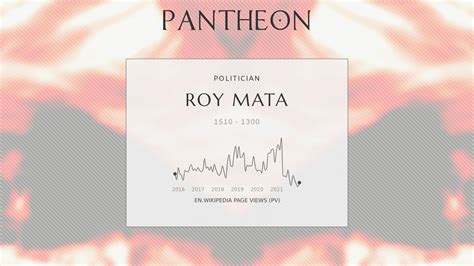 PANTHEON
POLITICIAN
ROY MATA
1510 - 1300
2016 2017 2018 2019 2020 2021
EN.WIKIPEDIA PAGE VIEWS (PV)